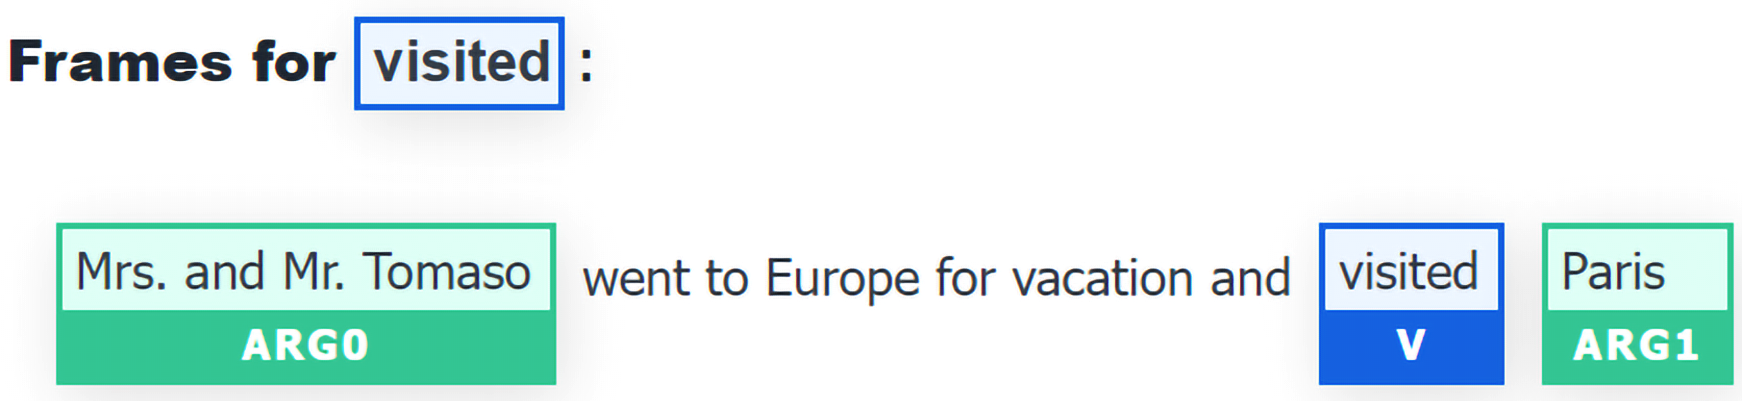 Frames for visited :
Mrs. and Mr. Tomaso went to Europe for vacation and visited Paris
ARG0 V ARG1